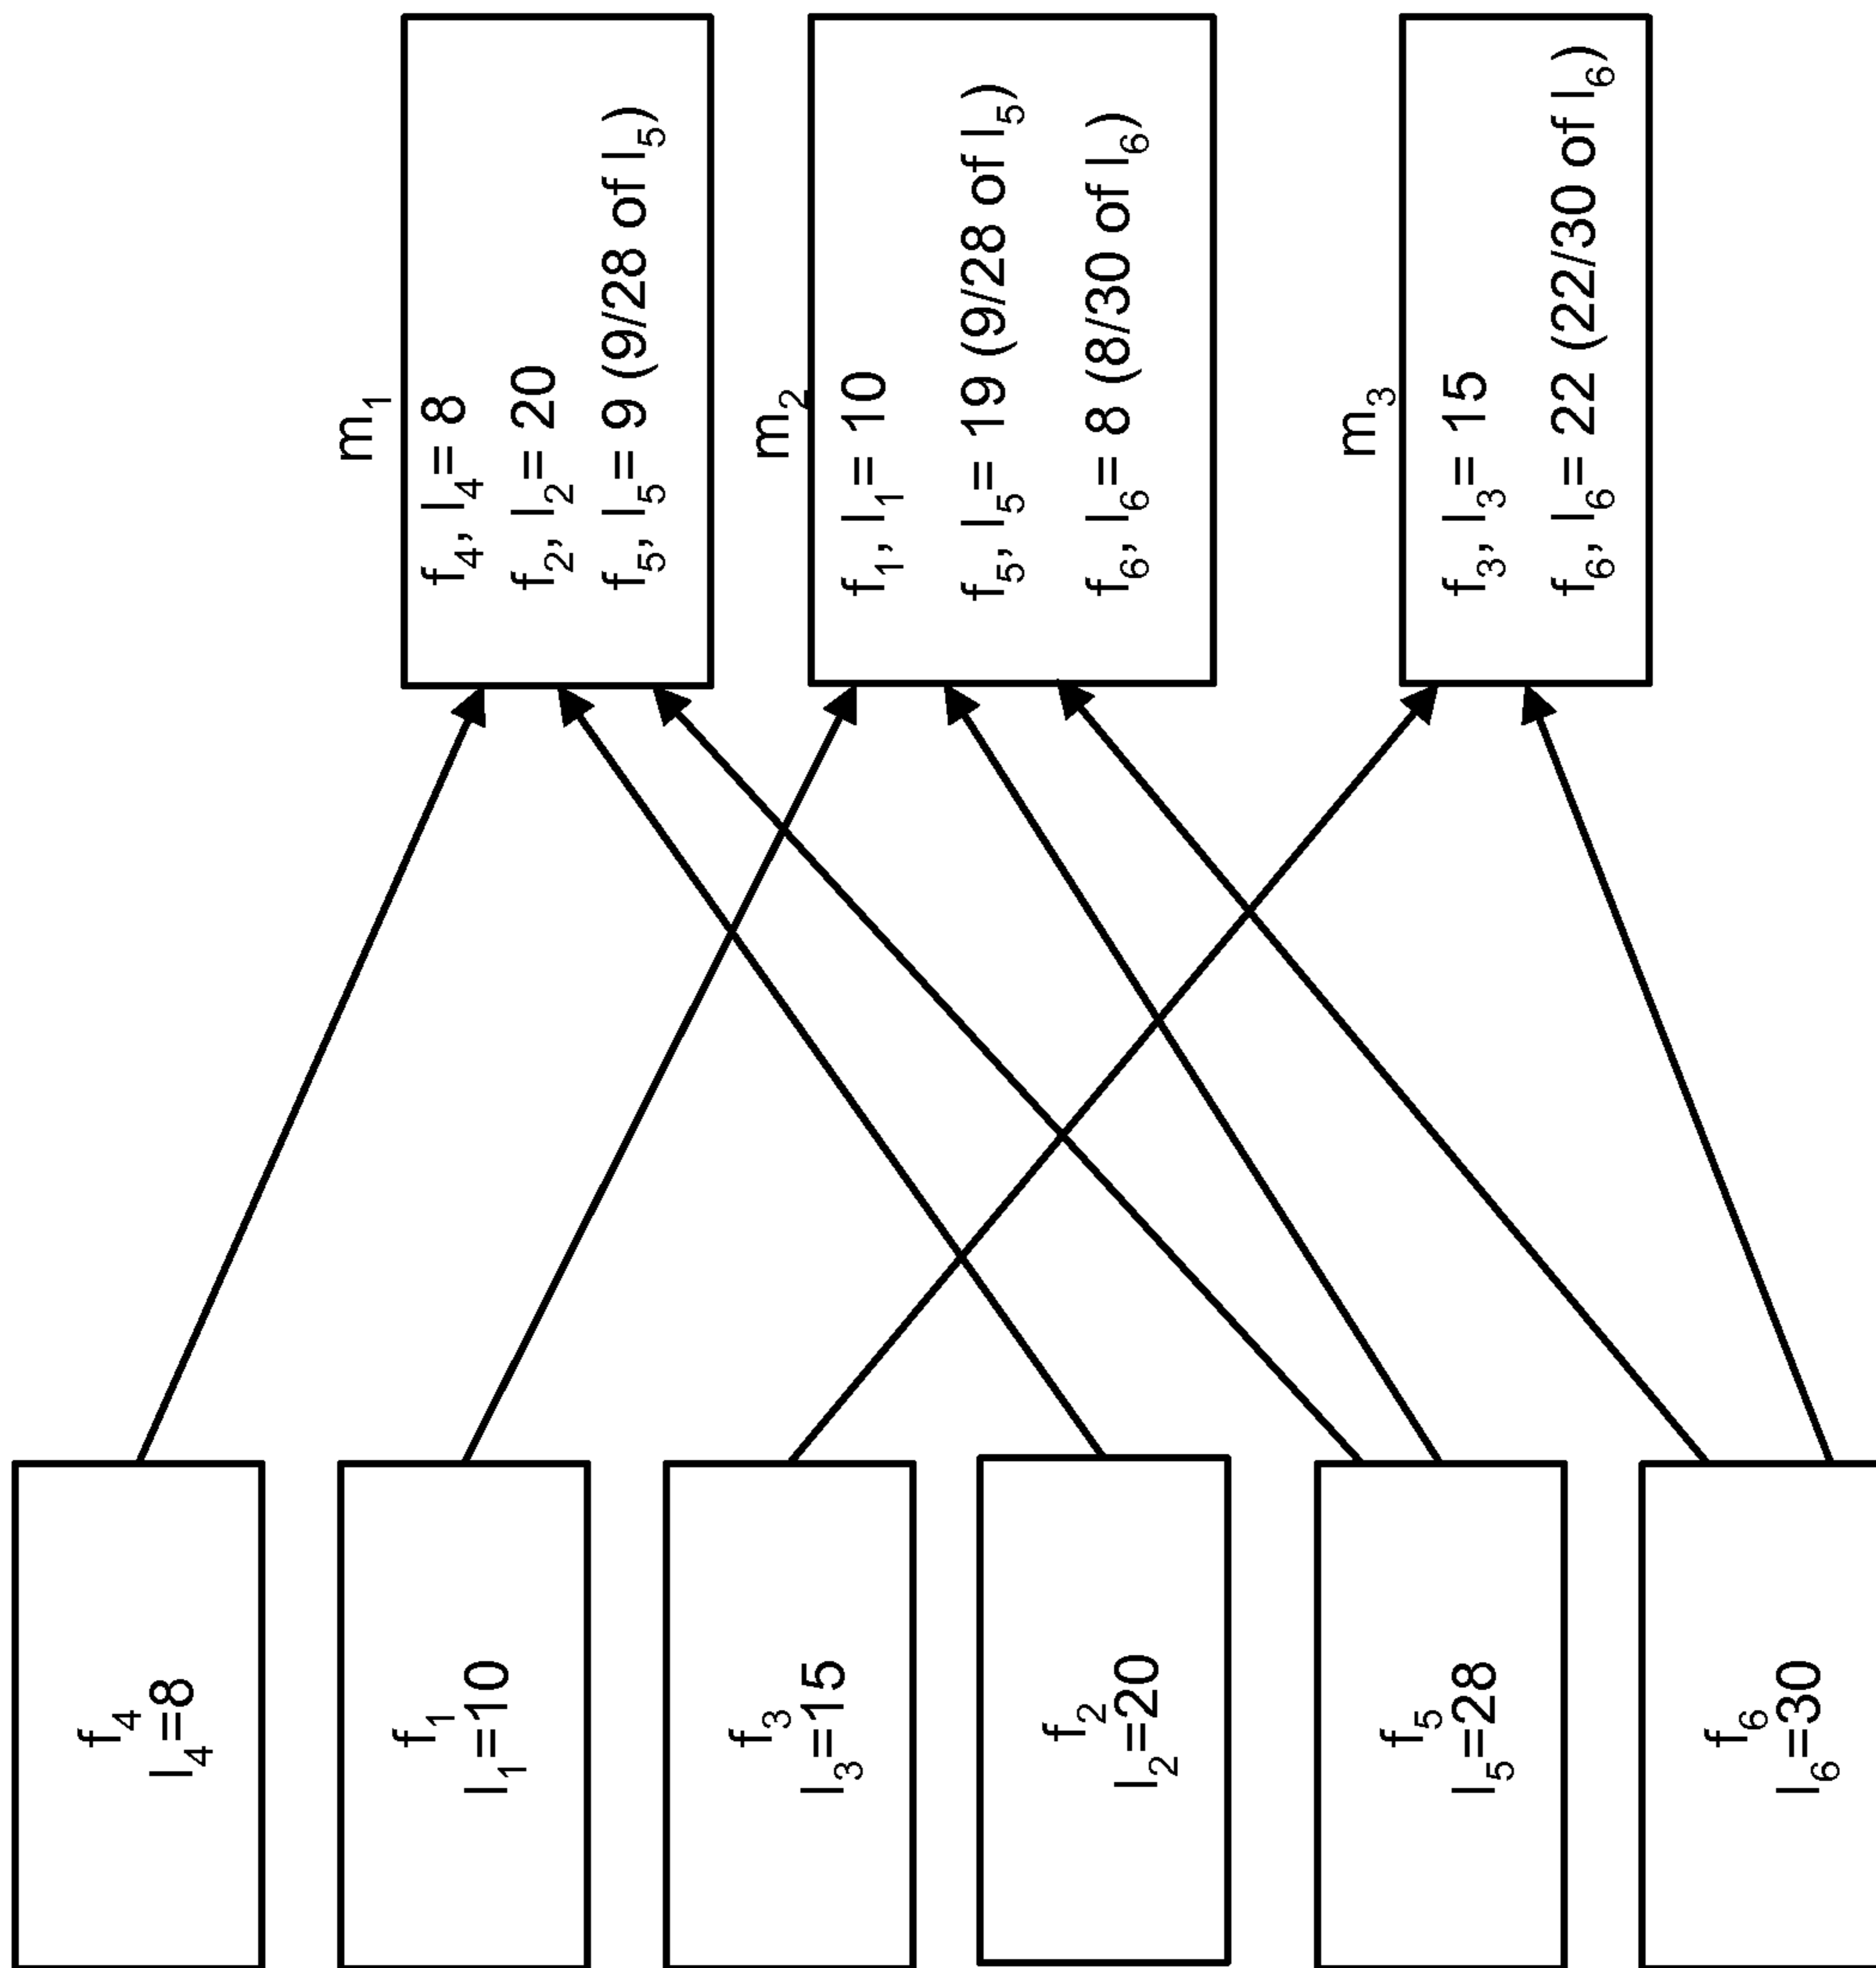 f4
l4=8
f1
l1=10
f3
l3=15
f2
l2=20
f5
l5=28
f6
l6=30
m1
f4, l4= 8
f2, l2= 20
f5, l5= 9 (9/28 of l5)
m2
f1, l1= 10
f5, l5= 19 (9/28 of l5)
f6, l6= 8 (8/30 of l6)
m3
f3, l3= 15
f6, l6= 22 (22/30 of l6)